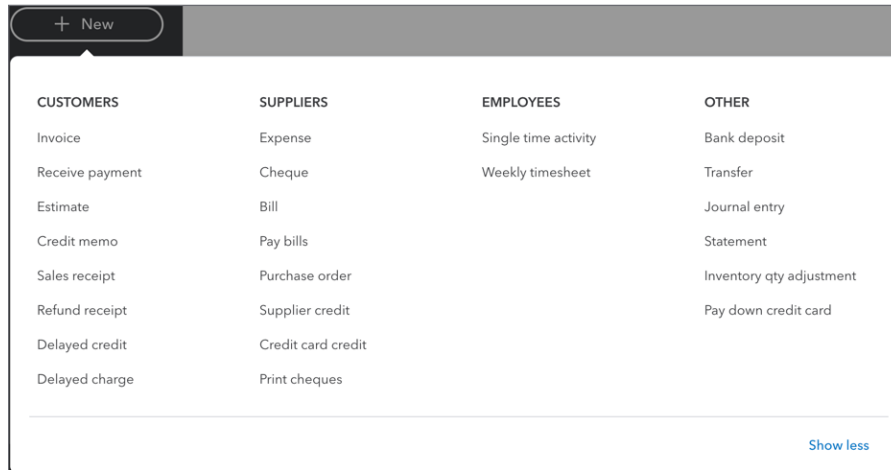 + New
CUSTOMERS
Invoice
Receive payment
Estimate
Credit memo
Sales receipt
Refund receipt
Delayed credit
Delayed charge
SUPPLIERS
Expense
Cheque
Bill
Pay bills
Purchase order
Supplier credit
Credit card credit
Print cheques
EMPLOYEES
Single time activity
Weekly timesheet
OTHER
Bank deposit
Transfer
Journal entry
Statement
Inventory qty adjustment
Pay down credit card
Show less